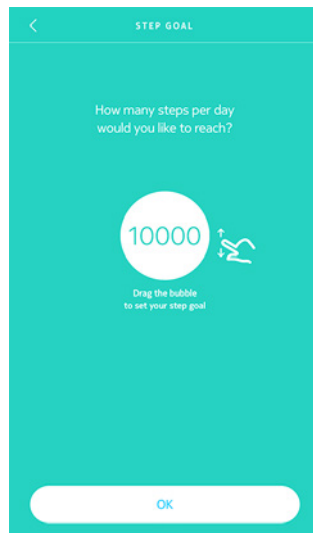 STEP GOAL
How many steps per day
would you like to reach?
10000
Drag the bubble
to set your step goal
OK